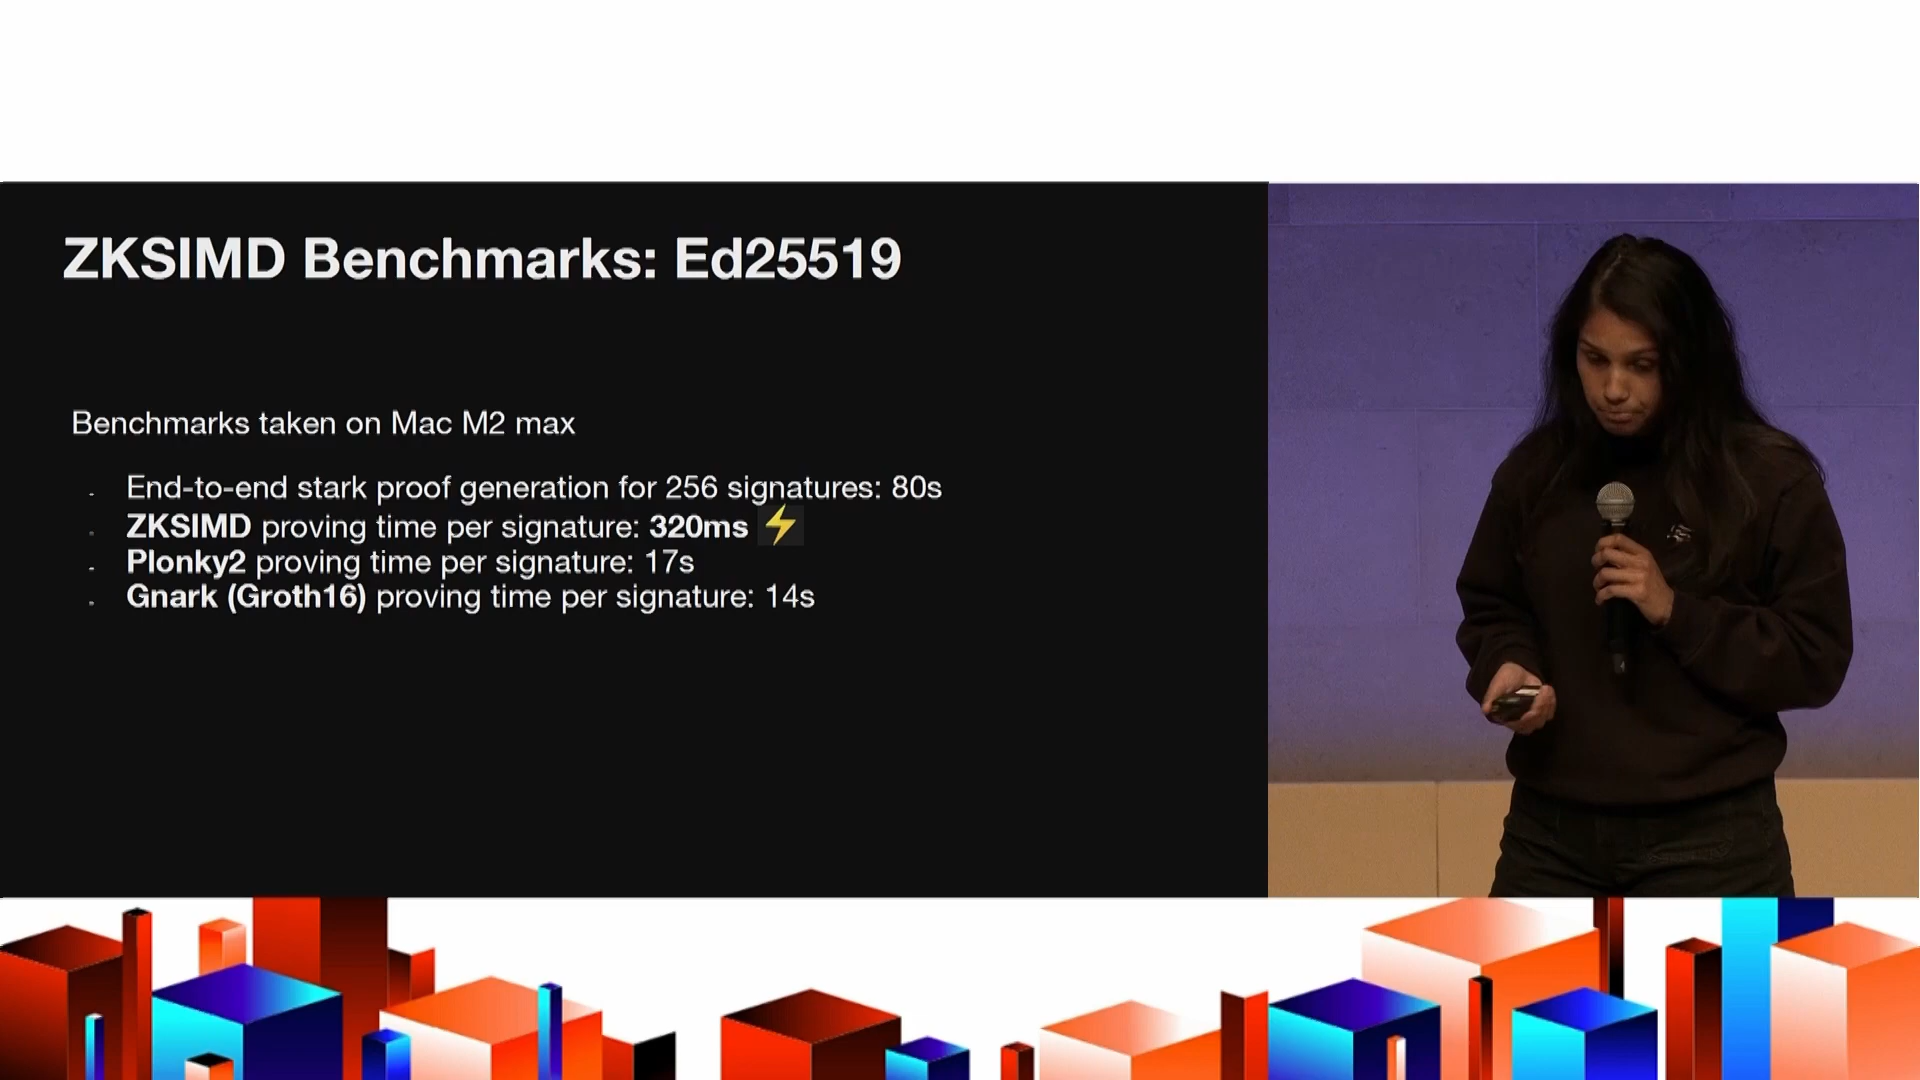 ZKSIMD Benchmarks: Ed25519
Benchmarks taken on Mac M2 max
- End-to-end stark proof generation for 256 signatures: 80s
- ZKSIMD proving time per signature: 320ms ⚡
- Plonky2 proving time per signature: 17s
- Gnark (Groth16) proving time per signature: 14s